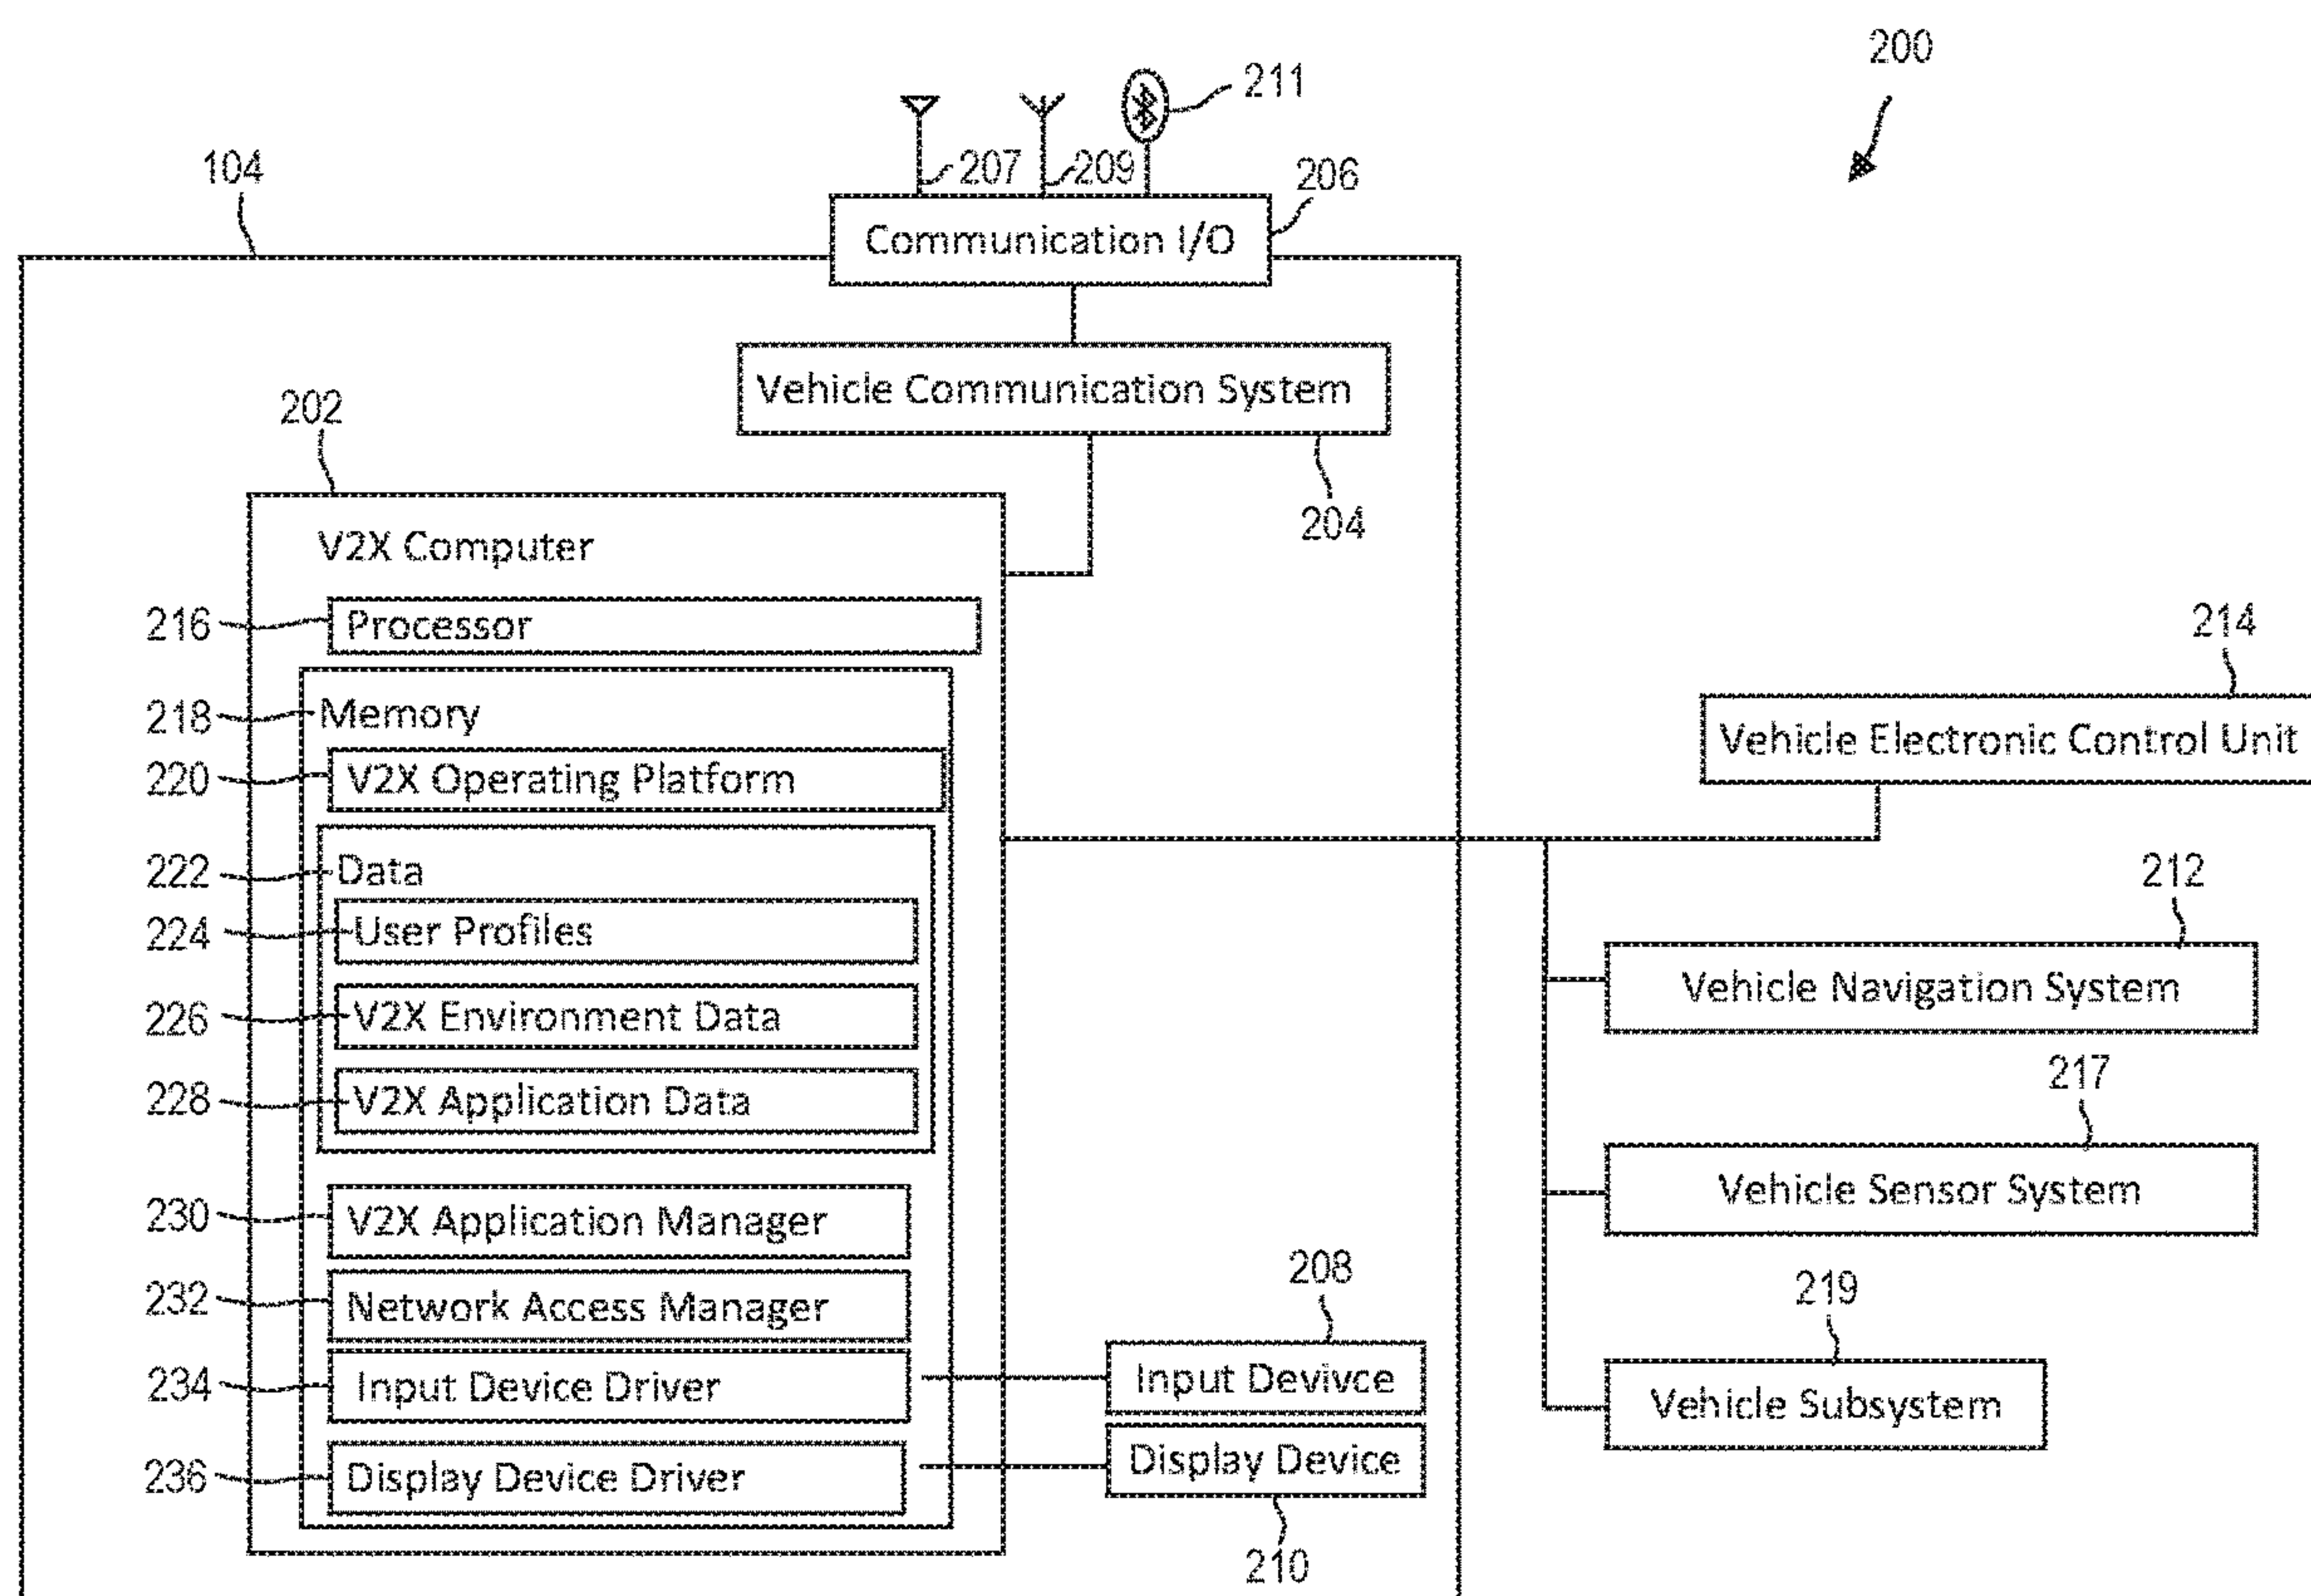 200
211
207
209
206
104
Communication I/O
Vehicle Communication System
202
204
V2X Computer
216
Processor
214
218
Memory
Vehicle Electronic Control Unit
220
V2X Operating Platform
222
Data
212
224
User Profiles
Vehicle Navigation System
226
V2X Environment Data
217
228
V2X Application Data
Vehicle Sensor System
230
V2X Application Manager
208
219
232
Network Access Manager
234
Input Device Driver
Input Devivce
Vehicle Subsystem
236
Display Device Driver
Display Device
210